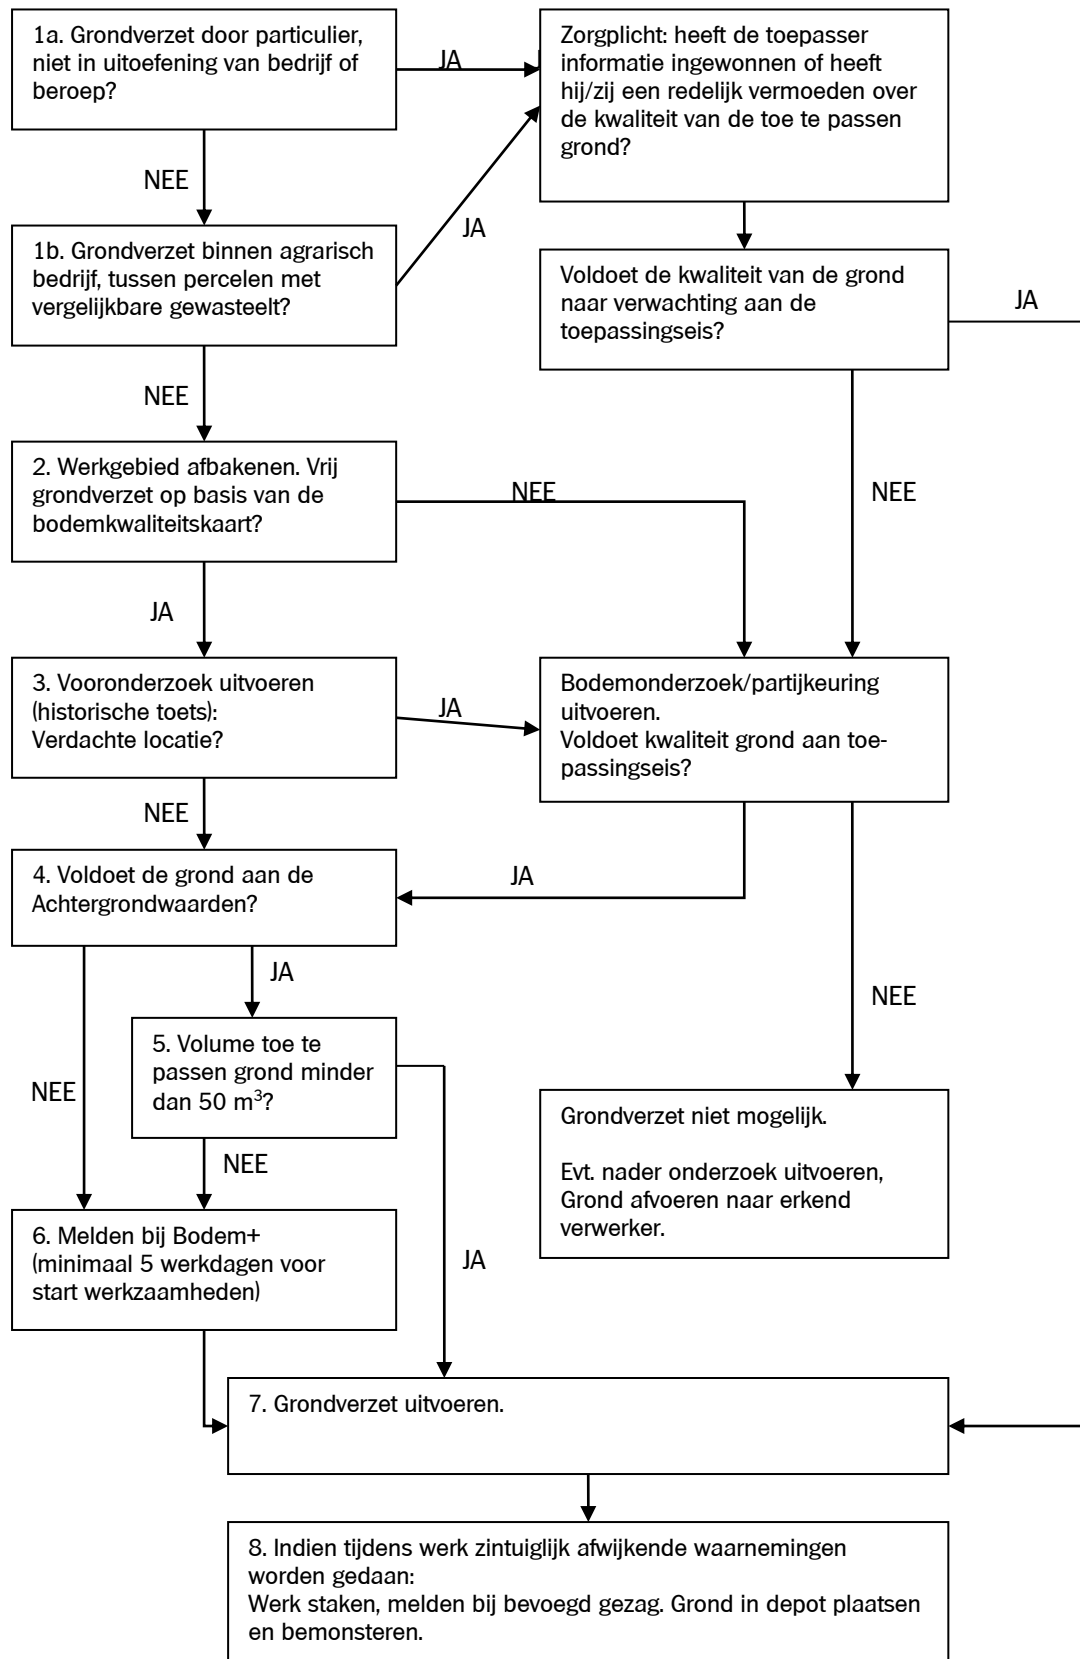 1a. Grondverzet door particulier,
niet in uitoefening van bedrijf of
beroep?
JA
Zorgplicht: heeft de toepasser
informatie ingewonnen of heeft
hij/zij een redelijk vermoeden over
de kwaliteit van de toe te passen
grond?
NEE
JA
1b. Grondverzet binnen agrarisch
bedrijf, tussen percelen met
vergelijkbare gewasteelt?
Voldoet de kwaliteit van de grond
naar verwachting aan de
toepassingseis?
JA
NEE
2. Werkgebied afbakenen. Vrij
grondverzet op basis van de
bodemkwaliteitskaart?
NEE
NEE
JA
3. Vooronderzoek uitvoeren
(historische toets):
Verdachte locatie?
JA
Bodemonderzoek/partijkeuring
uitvoeren.
Voldoet kwaliteit grond aan toe-
passingseis?
NEE
4. Voldoet de grond aan de
Achtergrondwaarden?
JA
JA
NEE
5. Volume toe te
passen grond minder
dan 50 m³?
NEE
NEE
Grondverzet niet mogelijk.
Evt. nader onderzoek uitvoeren,
Grond afvoeren naar erkend
verwerker.
6. Melden bij Bodem+
(minimaal 5 werkdagen voor
start werkzaamheden)
JA
7. Grondverzet uitvoeren.
8. Indien tijdens werk zintuiglijk afwijkende waarnemingen
worden gedaan:
Werk staken, melden bij bevoegd gezag. Grond in depot plaatsen
en bemonsteren.